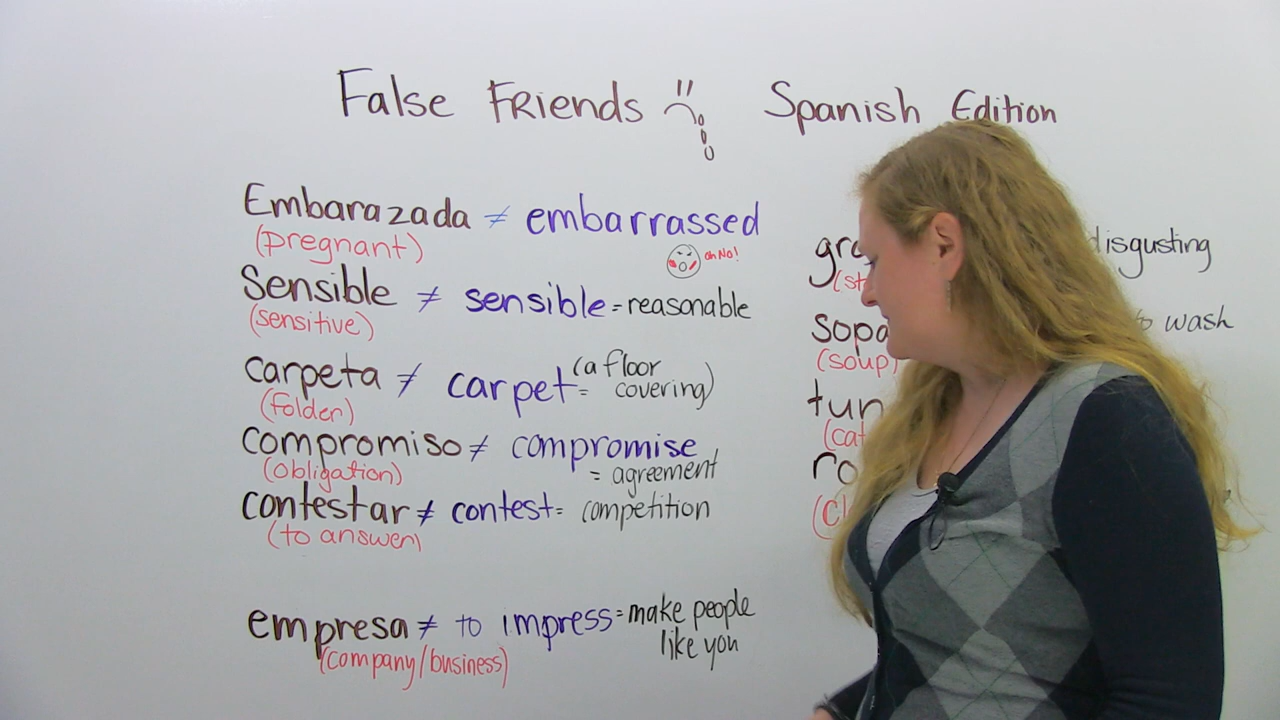 False Friends Spanish Edition
Embarazada ≠ embarrassed
(pregnant)
oh No!
Sensible ≠ sensible = reasonable
(sensitive)
carpeta ≠ carpet = (a floor
covering)
(folder)
compromiso ≠ compromise
(obligation)
= agreement
contestar ≠ contest = competition
(to answer)
empresa ≠ to impress = make people
like you
(company/business)
disgusting
wash
(soup)